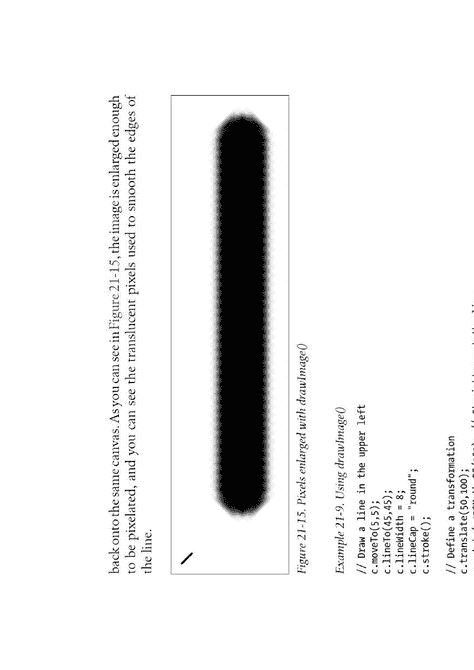 back onto the same canvas. As you can see in Figure 21-15, the image is enlarged enough
to be pixelated, and you can see the translucent pixels used to smooth the edges of
the line.
Figure 21-15. Pixels enlarged with drawImage()
Example 21-9. Using drawImage()
// Draw a line in the upper left
c.moveTo(5,5);
c.lineTo(45,45);
c.lineWidth = 8;
c.lineCap = "round";
c.stroke();
// Define a transformation
c.translate(50,100);